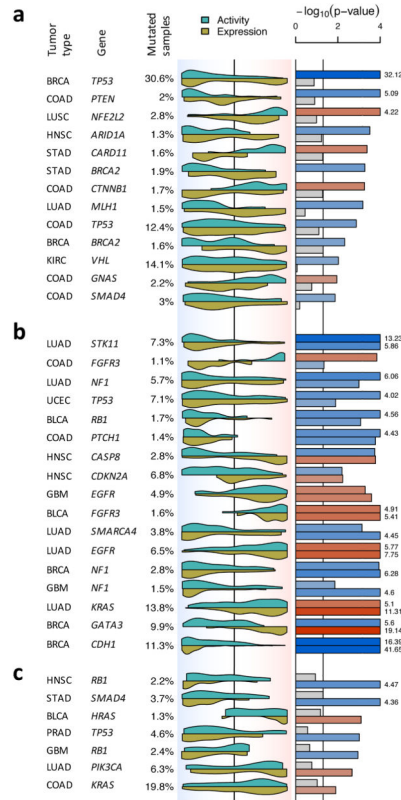 a
Tumor type
Gene
Mutated samples
Activity
Expression
−log10(p-value)
0 2 4
BRCA TP53 30.6% 32.12
COAD PTEN 2% 5.09
LUSC NFE2L2 2.8% 4.22
HNSC ARID1A 1.3%
STAD CARD11 1.6%
STAD BRCA2 1.9%
COAD CTNNB1 1.7%
LUAD MLH1 1.5%
COAD TP53 12.4%
BRCA BRCA2 1.6%
KIRC VHL 14.1%
COAD GNAS 2.2%
COAD SMAD4 3%
b
LUAD STK11 7.3% 13.23 5.86
COAD FGFR3 1.1%
LUAD NF1 5.7% 6.06
UCEC TP53 7.1% 4.02
BLCA RB1 1.7% 4.56
COAD PTCH1 1.4% 4.43
HNSC CASP8 2.8%
HNSC CDKN2A 6.8%
GBM EGFR 4.9%
BLCA FGFR3 1.6% 4.91 5.41
LUAD SMARCA4 3.8% 4.45
LUAD EGFR 6.5% 5.77 7.75
BRCA NF1 2.8% 6.28
GBM NF1 1.5% 4.6
LUAD KRAS 13.8% 5.1 11.31
BRCA GATA3 9.9% 5.6 19.14
BRCA CDH1 11.3% 16.39 41.65
c
HNSC RB1 2.2% 4.47
STAD SMAD4 3.7% 4.36
BLCA HRAS 1.3%
PRAD TP53 4.6%
GBM RB1 2.4%
LUAD PIK3CA 6.3%
COAD KRAS 19.8%